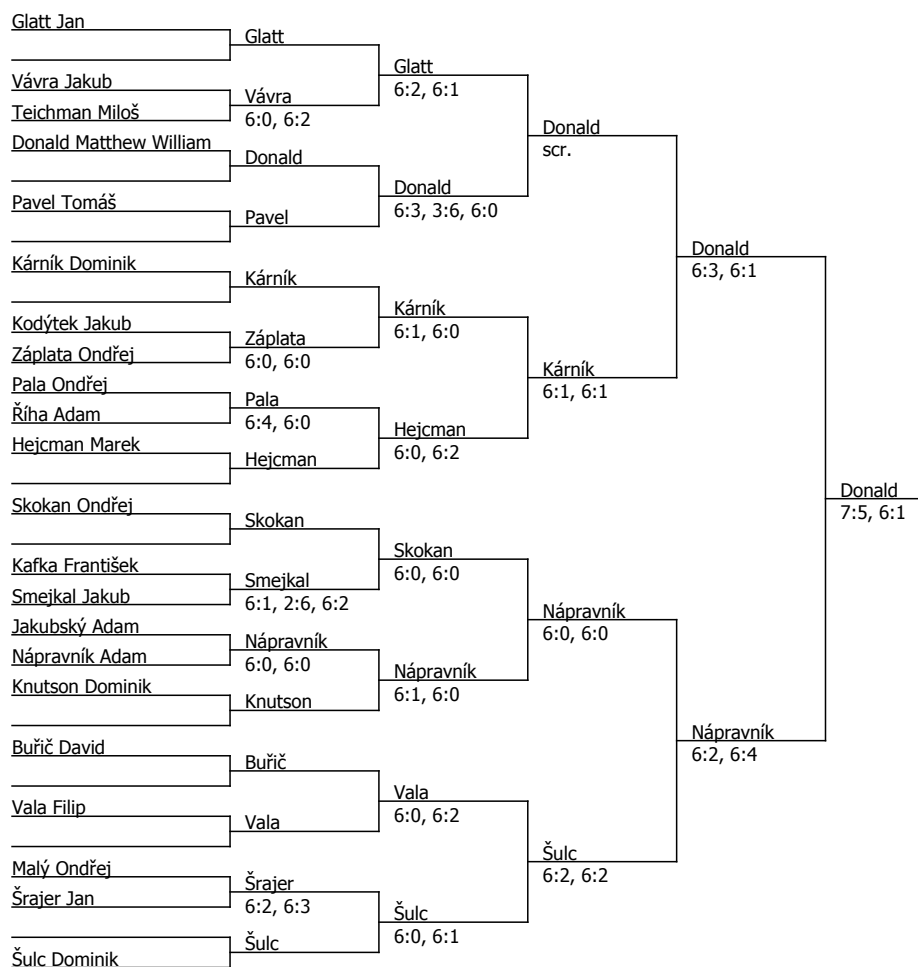 Glatt Jan
Vávra Jakub
Teichman Miloš
Donald Matthew William
Pavel Tomáš
Kárník Dominik
Kodýtek Jakub
Záplata Ondřej
Pala Ondřej
Říha Adam
Hejcman Marek
Skokan Ondřej
Kafka František
Smejkal Jakub
Jakubský Adam
Nápravník Adam
Knutson Dominik
Buřič David
Vala Filip
Malý Ondřej
Šrajer Jan
Šulc Dominik
Glatt
Vávra
6:0, 6:2
Donald
Pavel
Kárník
Záplata
6:0, 6:0
Pala
6:4, 6:0
Hejcman
Skokan
Smejkal
6:1, 2:6, 6:2
Nápravník
6:0, 6:0
Knutson
Buřič
Vala
Šrajer
6:2, 6:3
Šulc
Glatt
6:2, 6:1
Donald
6:3, 3:6, 6:0
Kárník
6:1, 6:0
Hejcman
6:0, 6:2
Skokan
6:0, 6:0
Nápravník
6:1, 6:0
Vala
6:0, 6:2
Šulc
6:0, 6:1
Donald
scr.
Kárník
6:1, 6:1
Nápravník
6:0, 6:0
Šulc
6:2, 6:2
Donald
6:3, 6:1
Nápravník
6:2, 6:4
Donald
7:5, 6:1